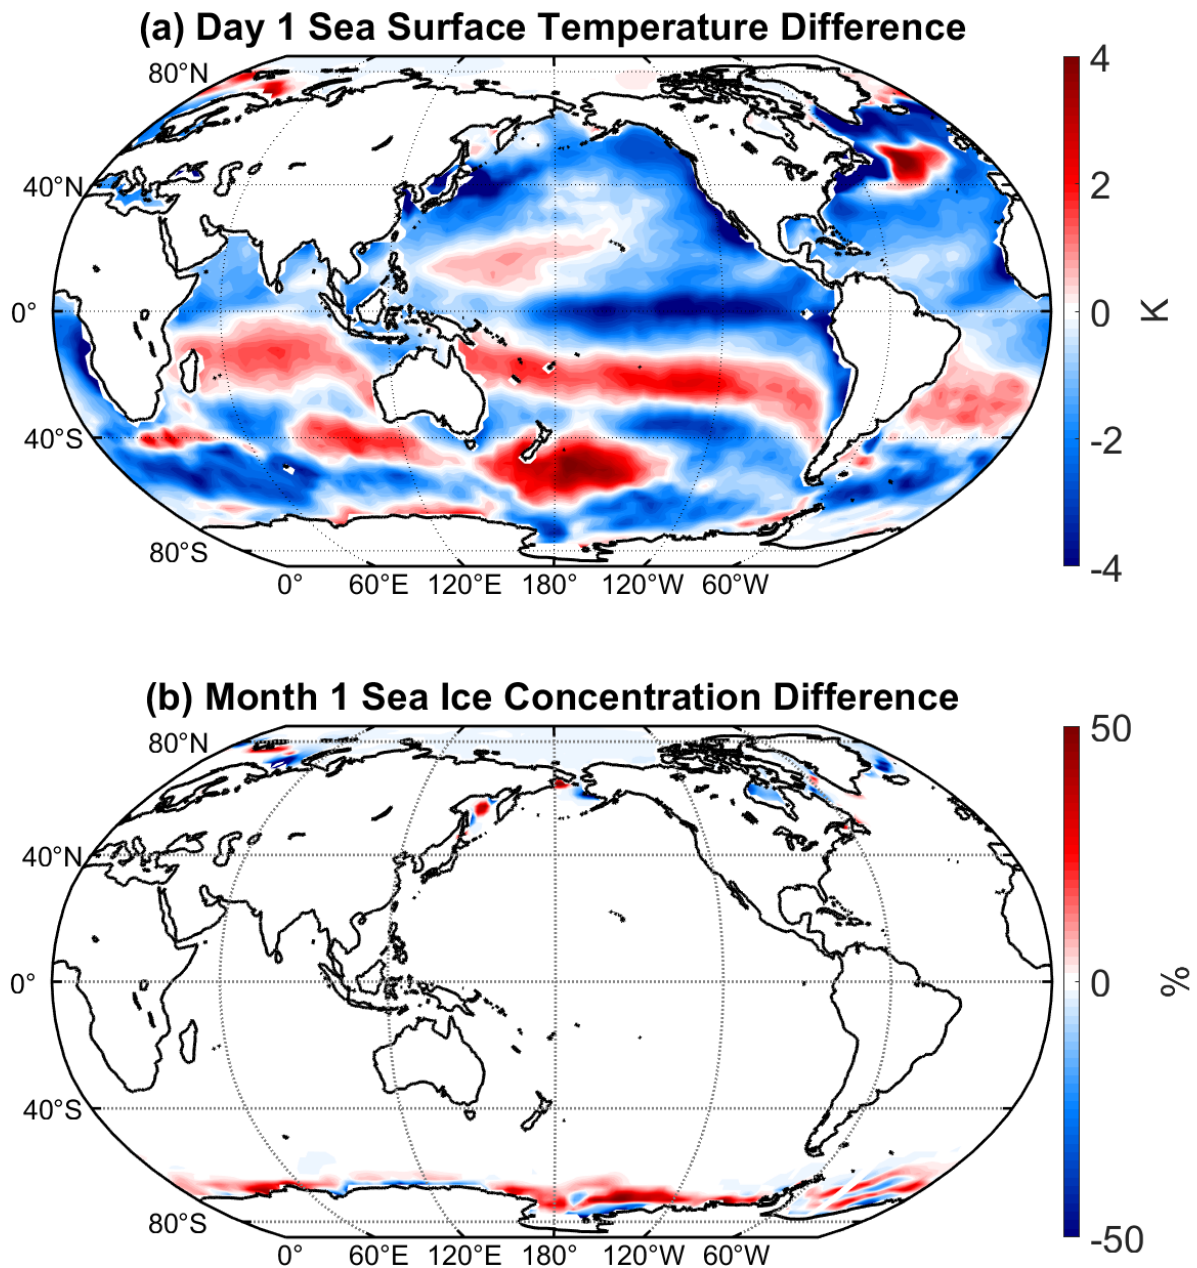 (a) Day 1 Sea Surface Temperature Difference
80°N
40°N
0°
40°S
80°S
0° 60°E 120°E 180° 120°W 60°W
4
2
0
-2
-4
K
(b) Month 1 Sea Ice Concentration Difference
80°N
40°N
0°
40°S
80°S
0° 60°E 120°E 180° 120°W 60°W
50
0
-50
%